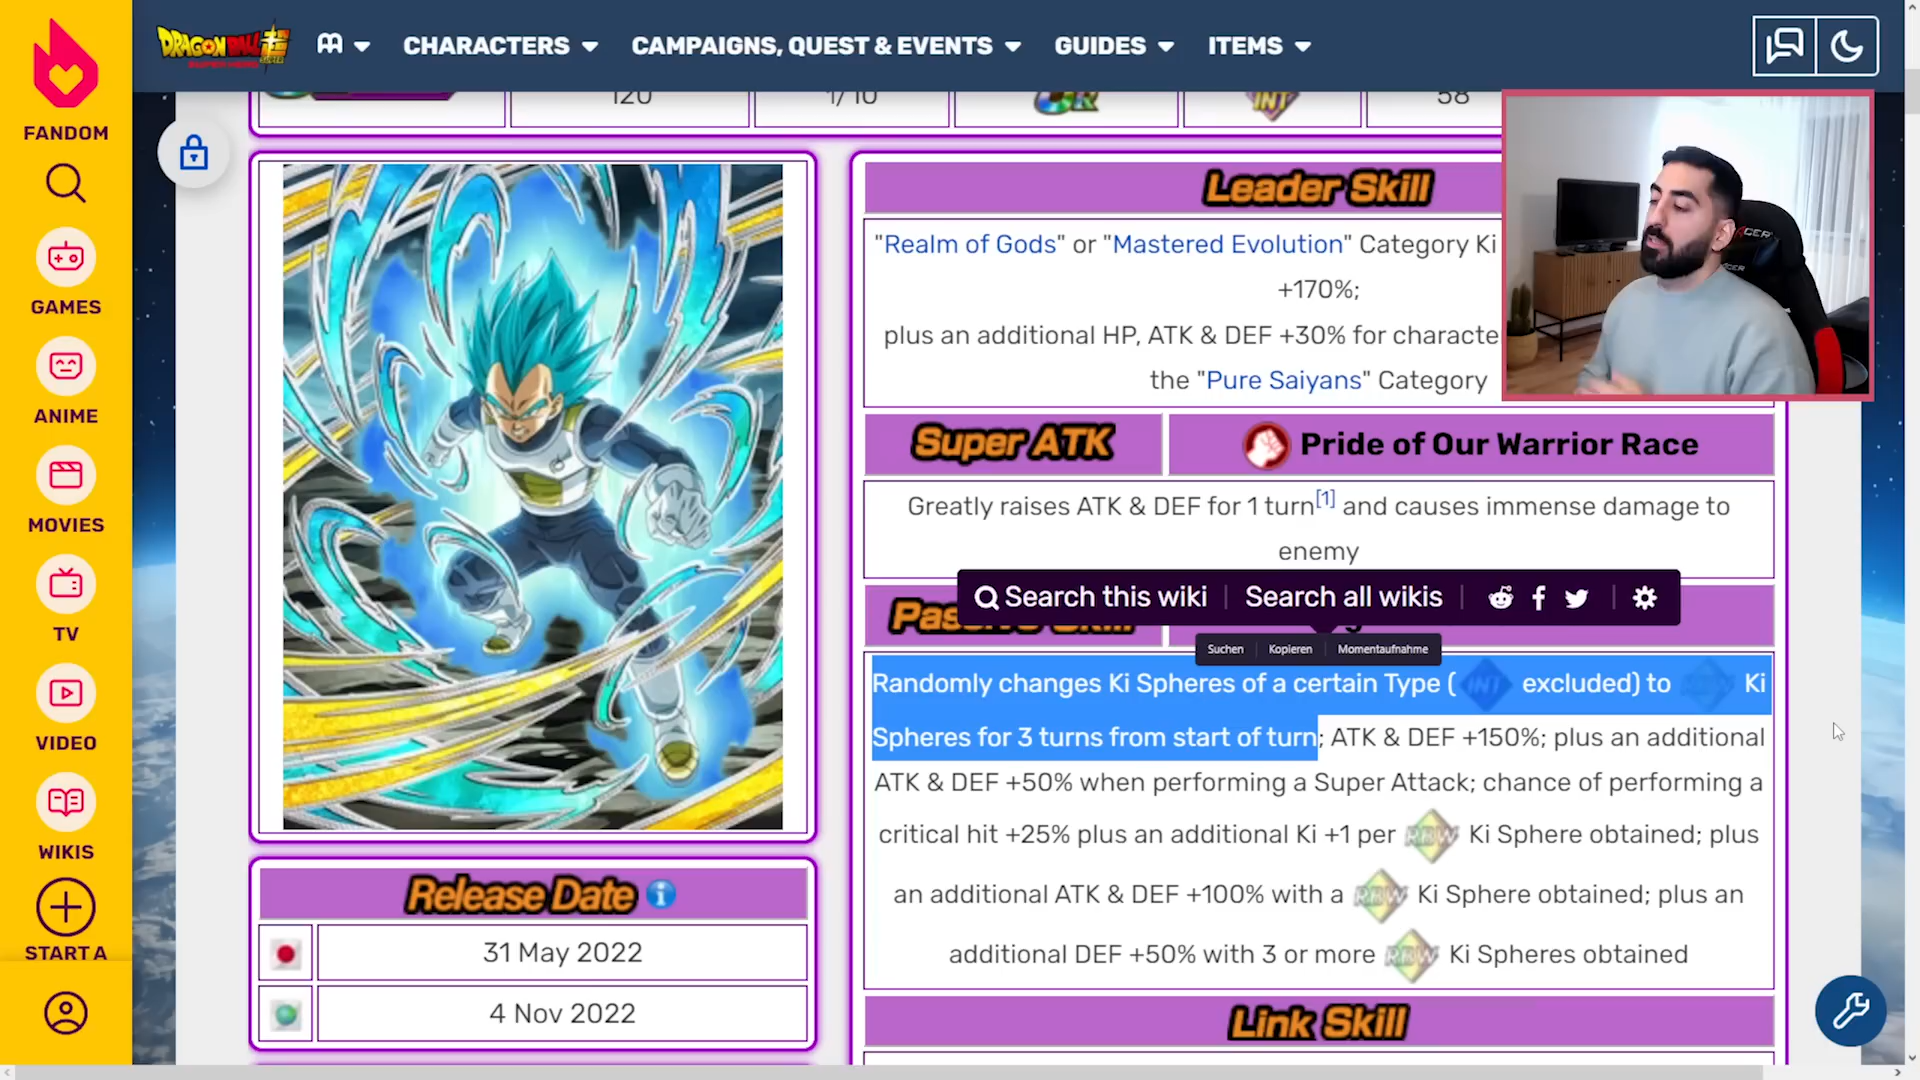 DRAGON BALL
CHARACTERS
CAMPAIGNS, QUEST & EVENTS
GUIDES
ITEMS
FANDOM
GAMES
ANIME
MOVIES
TV
VIDEO
WIKIS
START A
120
1/10
INT
58
Leader Skill
"Realm of Gods" or "Mastered Evolution" Category Ki
+170%;
plus an additional HP, ATK & DEF +30% for characte
the "Pure Saiyans" Category
Super ATK
Pride of Our Warrior Race
Greatly raises ATK & DEF for 1 turn[1] and causes immense damage to
enemy
Search this wiki
Search all wikis
Suchen
Kopieren
Momentaufnahme
Randomly changes Ki Spheres of a certain Type ( INT excluded) to Ki
Spheres for 3 turns from start of turn; ATK & DEF +150%; plus an additional
ATK & DEF +50% when performing a Super Attack; chance of performing a
critical hit +25% plus an additional Ki +1 per RBW Ki Sphere obtained; plus
an additional ATK & DEF +100% with a RBW Ki Sphere obtained; plus an
additional DEF +50% with 3 or more RBW Ki Spheres obtained
Link Skill
Release Date
31 May 2022
4 Nov 2022